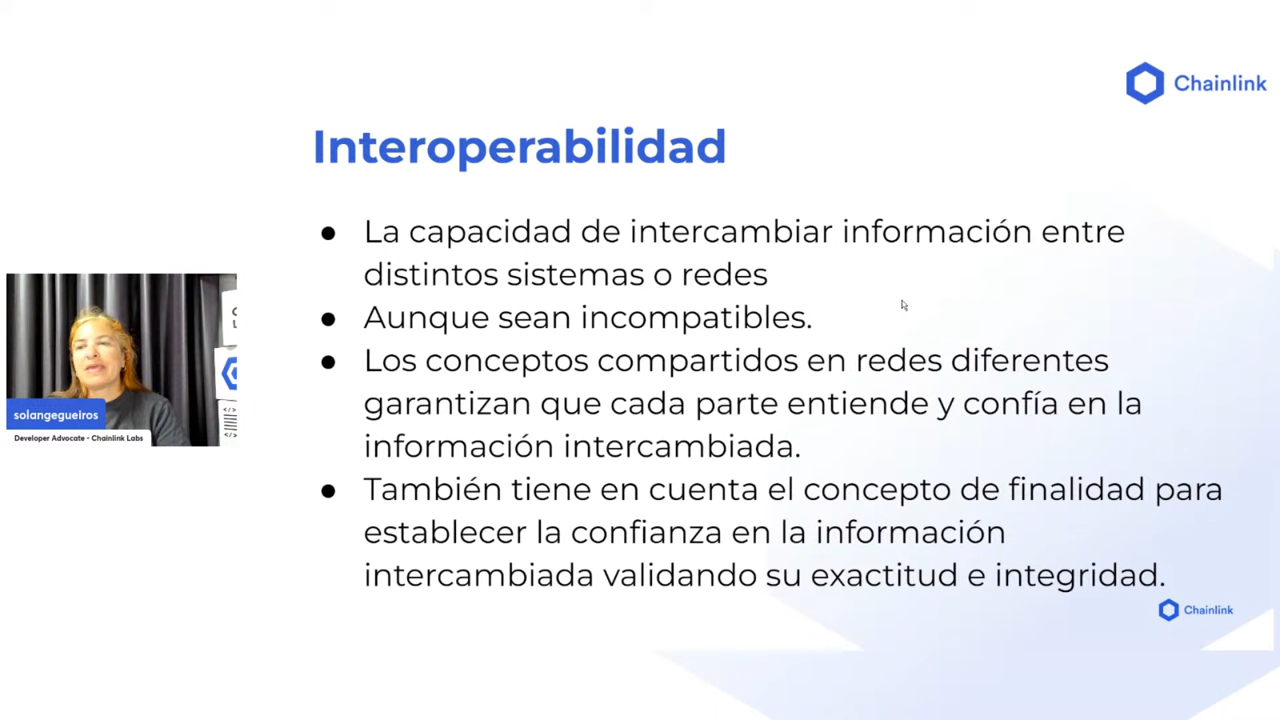 Chainlink
Interoperabilidad
● La capacidad de intercambiar información entre
distintos sistemas o redes
● Aunque sean incompatibles.
● Los conceptos compartidos en redes diferentes
garantizan que cada parte entiende y confía en la
información intercambiada.
● También tiene en cuenta el concepto de finalidad para
establecer la confianza en la información
intercambiada validando su exactitud e integridad.
solangegueiros
Developer Advocate - Chainlink Labs
Chainlink